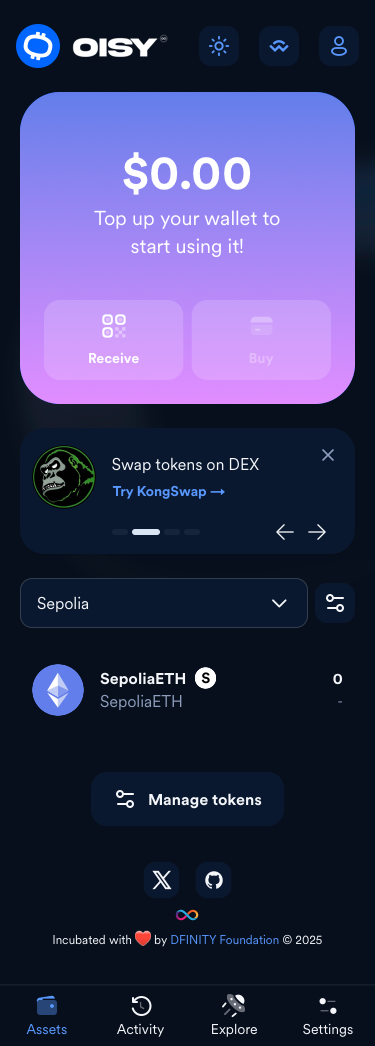 OISY
$0.00
Top up your wallet to
start using it!
Receive
Buy
Swap tokens on DEX
Try KongSwap →
Sepolia
SepoliaETH S
0
SepoliaETH
-
Manage tokens
Incubated with ❤️ by DFINITY Foundation © 2025
Assets
Activity
Explore
Settings